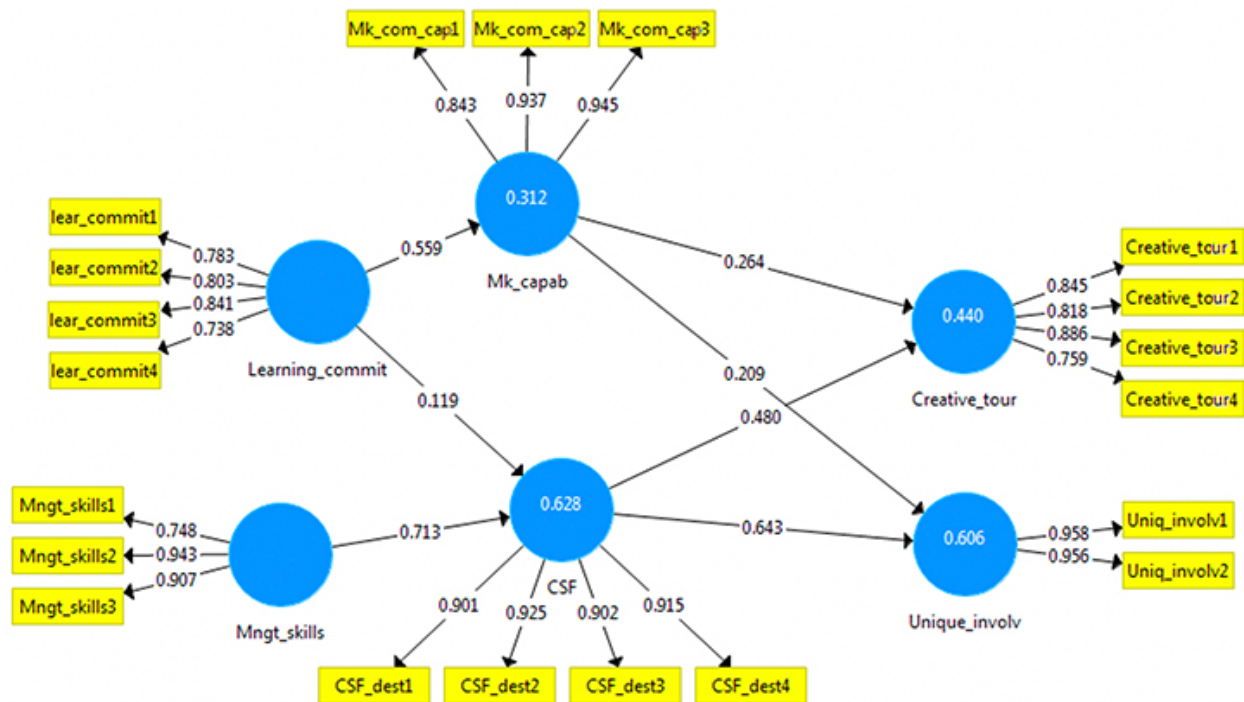 Mk_com_cap1
Mk_com_cap2
Mk_com_cap3
0.843
0.937
0.945
0.312
Mk_capab
lear_commit1
lear_commit2
lear_commit3
lear_commit4
0.783
0.803
0.841
0.738
Learning_commit
0.559
0.119
0.264
0.209
0.480
0.440
Creative_tour
0.845
0.818
0.886
0.759
Creative_tour1
Creative_tour2
Creative_tour3
Creative_tour4
Mngt_skills1
Mngt_skills2
Mngt_skills3
0.748
0.943
0.907
Mngt_skills
0.713
0.628
CSF
0.643
0.606
Unique_involv
0.958
0.956
Uniq_involv1
Uniq_involv2
0.901
0.925
0.902
0.915
CSF_dest1
CSF_dest2
CSF_dest3
CSF_dest4